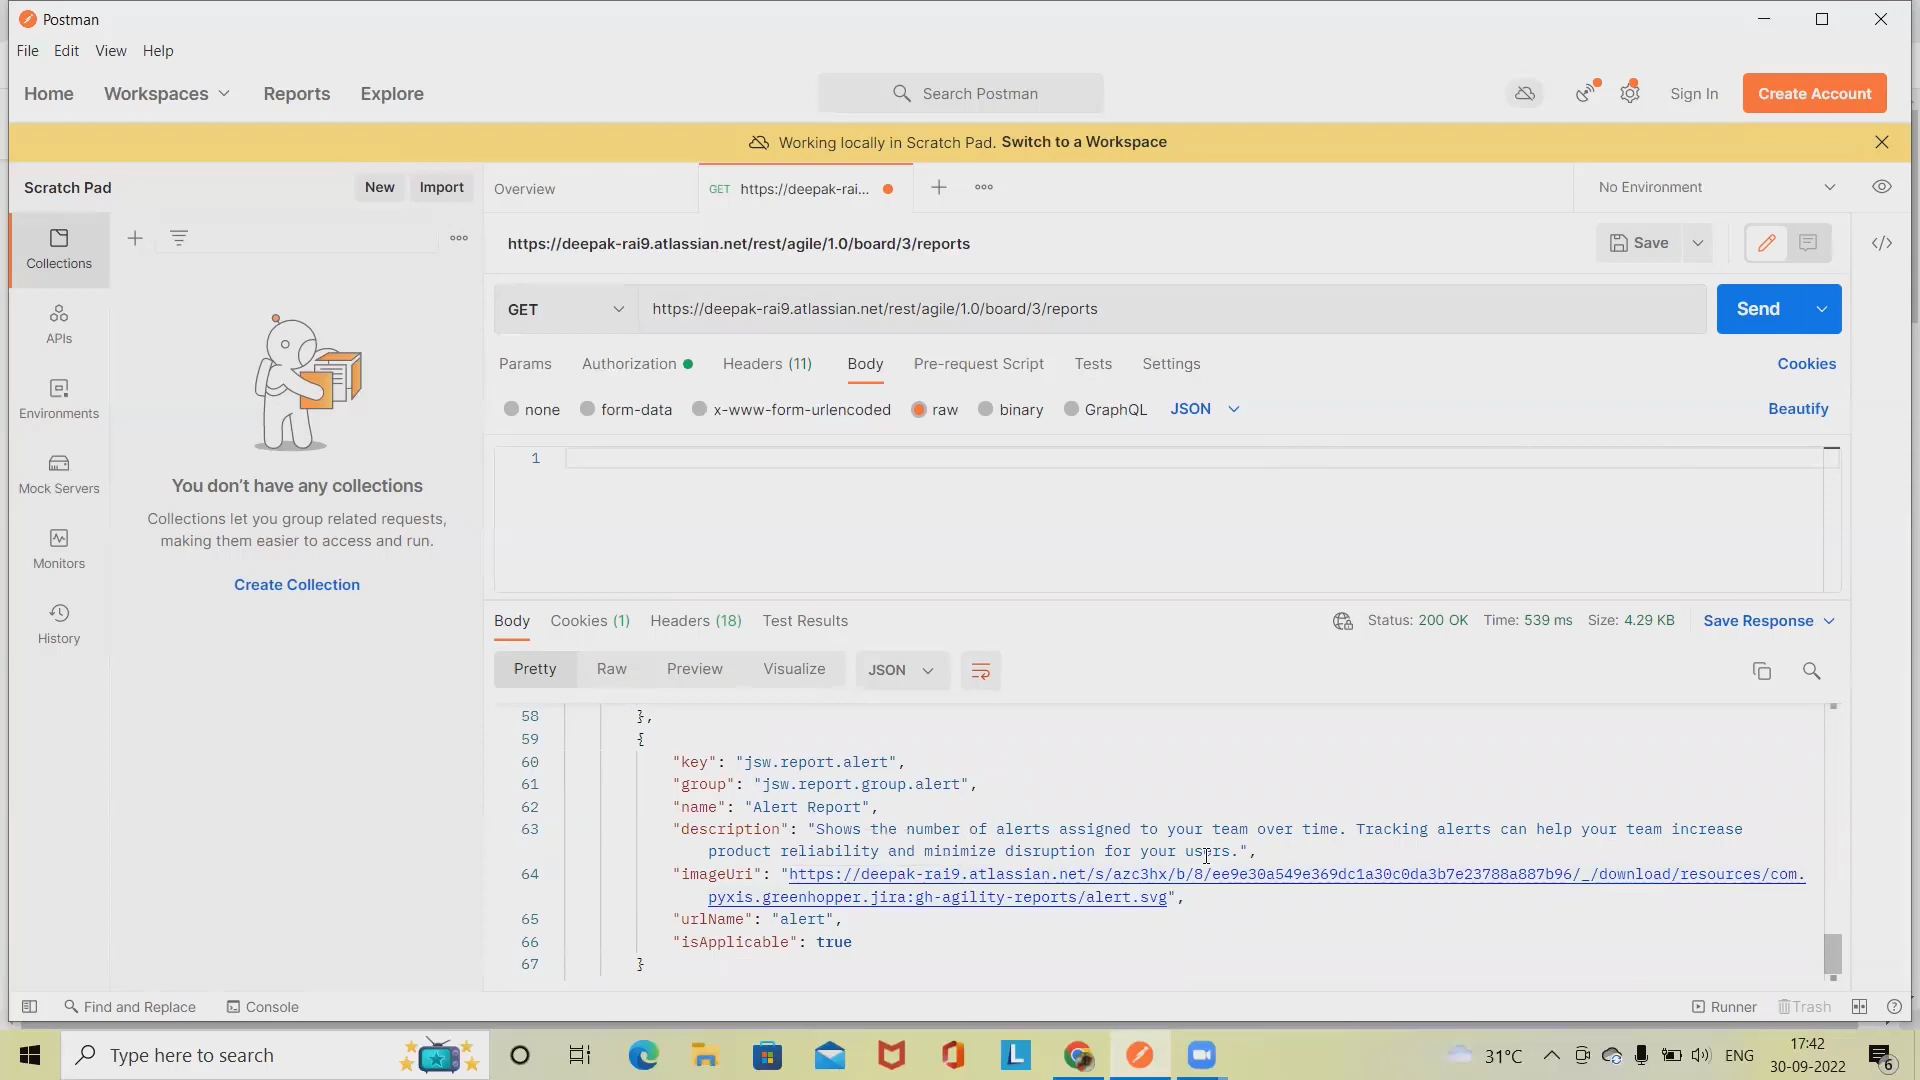 Postman
File Edit View Help
Home Workspaces Reports Explore Search Postman Sign In Create Account
Working locally in Scratch Pad. Switch to a Workspace
Scratch Pad New Import Overview GET https://deepak-rai... No Environment
https://deepak-rai9.atlassian.net/rest/agile/1.0/board/3/reports Save
Collections
GET https://deepak-rai9.atlassian.net/rest/agile/1.0/board/3/reports Send
APIs
Params Authorization Headers (11) Body Pre-request Script Tests Settings Cookies
Environments
none form-data x-www-form-urlencoded raw binary GraphQL JSON Beautify
1
Mock Servers
You don't have any collections
Collections let you group related requests,
making them easier to access and run.
Monitors
Create Collection
History
Body Cookies (1) Headers (18) Test Results Status: 200 OK Time: 539 ms Size: 4.29 KB Save Response
Pretty Raw Preview Visualize JSON
58 },
59 {
60 "key": "jsw.report.alert",
61 "group": "jsw.report.group.alert",
62 "name": "Alert Report",
63 "description": "Shows the number of alerts assigned to your team over time. Tracking alerts can help your team increase
product reliability and minimize disruption for your users.",
64 "imageUri": "https://deepak-rai9.atlassian.net/s/azc3hx/b/8/ee9e30a549e369dc1a30c0da3b7e23788a887b96/_/download/resources/com.
pyxis.greenhopper.jira:gh-agility-reports/alert.svg",
65 "urlName": "alert",
66 "isApplicable": true
67 }
Find and Replace Console Runner Trash
Type here to search 31°C ENG 17:42
30-09-2022 6